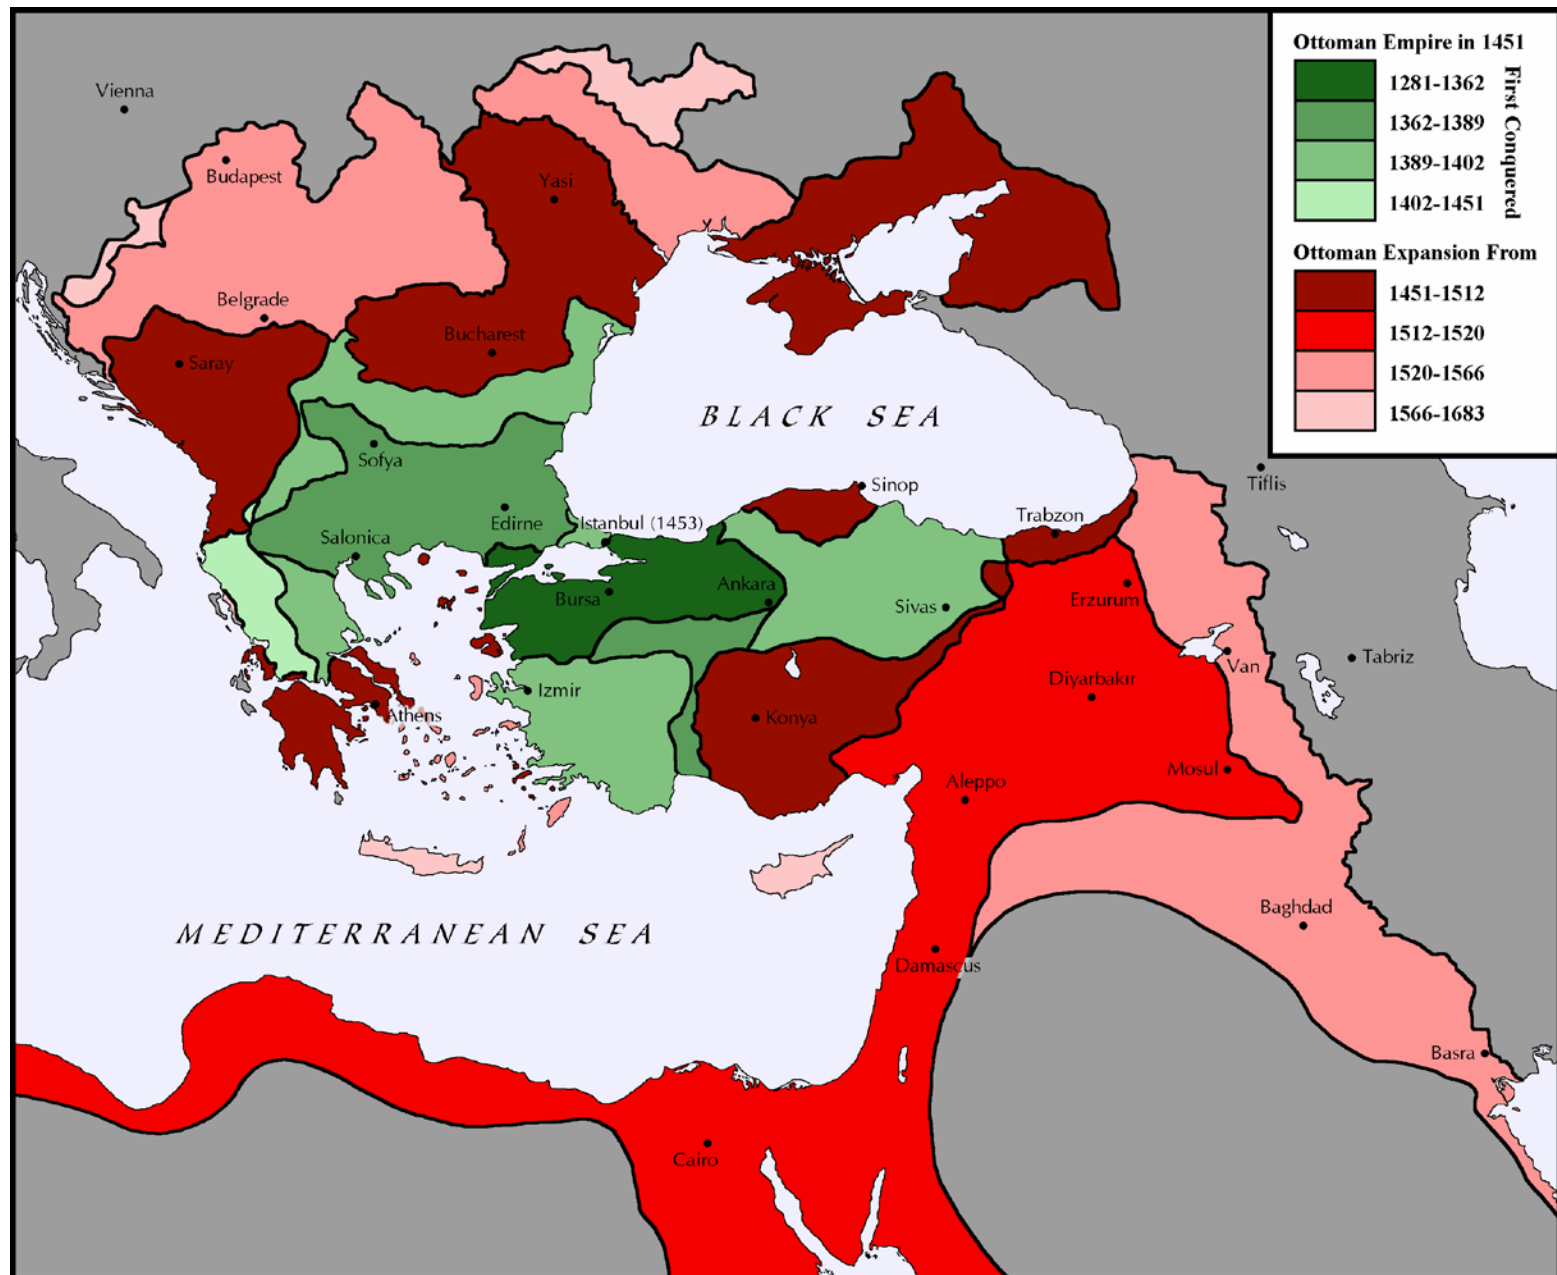 Ottoman Empire in 1451
1281-1362
1362-1389
1389-1402
1402-1451
First Conquered
Ottoman Expansion From
1451-1512
1512-1520
1520-1566
1566-1683
Vienna
Budapest
Yasi
Belgrade
Bucharest
Saray
BLACK SEA
Sofya
Tiflis
Sinop
Edirne
Istanbul (1453)
Trabzon
Salonica
Ankara
Bursa
Erzurum
Sivas
Van
Tabriz
Diyarbakır
Izmir
Athens
Konya
Mosul
Aleppo
Baghdad
MEDITERRANEAN SEA
Damascus
Basra
Cairo